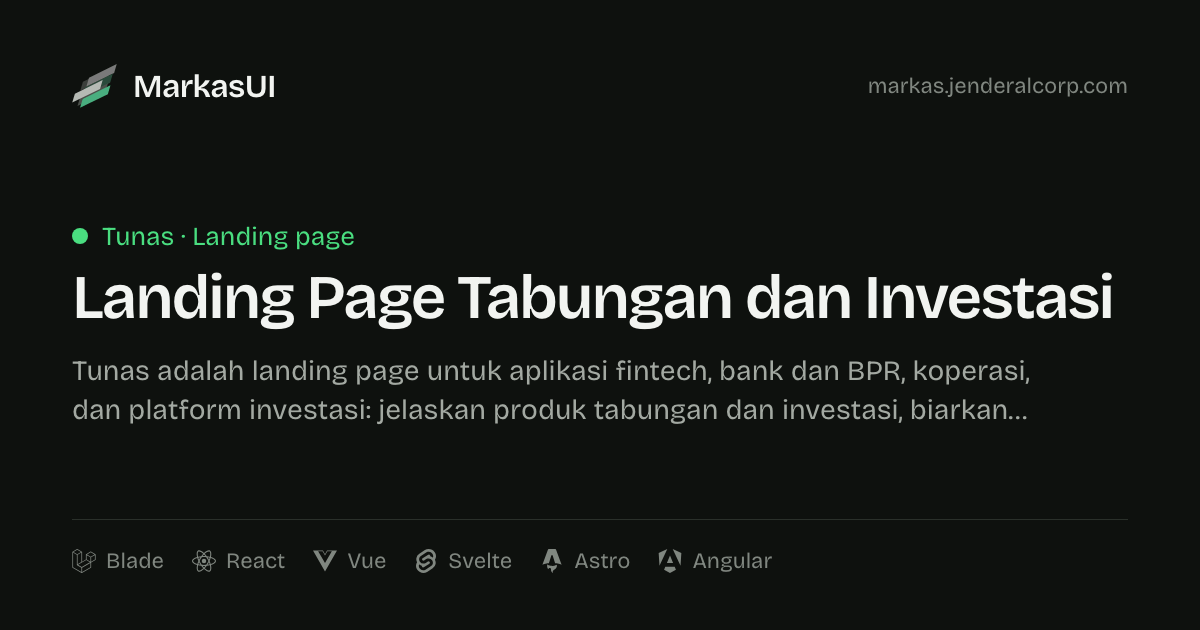 MarkasUI
markas.jenderalcorp.com
Tunas · Landing page
Landing Page Tabungan dan Investasi
Tunas adalah landing page untuk aplikasi fintech, bank dan BPR, koperasi,
dan platform investasi: jelaskan produk tabungan dan investasi, biarkan...
Blade React Vue Svelte Astro Angular